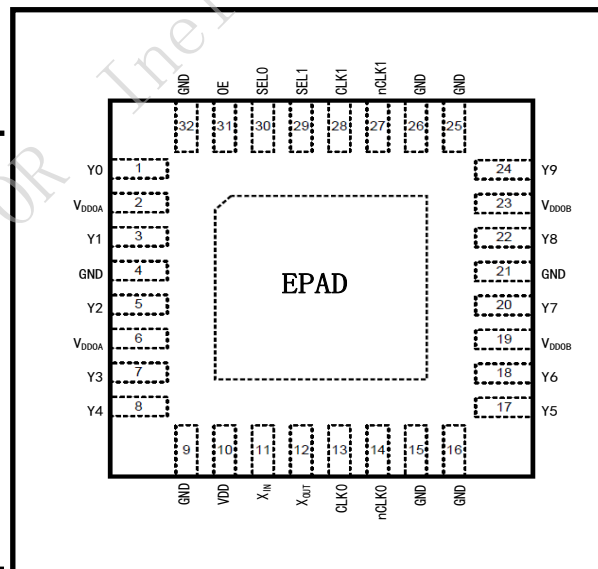 GND OE SEL0 SEL1 CLK1 nCLK1 GND GND
32 31 30 29 28 27 26 25
Y0 1 24 Y9
VDDOA 2 23 VDDOB
Y1 3 22 Y8
GND 4 21 GND
EPAD
Y2 5 20 Y7
VDDOA 6 19 VDDOB
Y3 7 18 Y6
Y4 8 17 Y5
9 10 11 12 13 14 15 16
GND VDD XIN XOUT CLK0 nCLK0 GND GND
OR